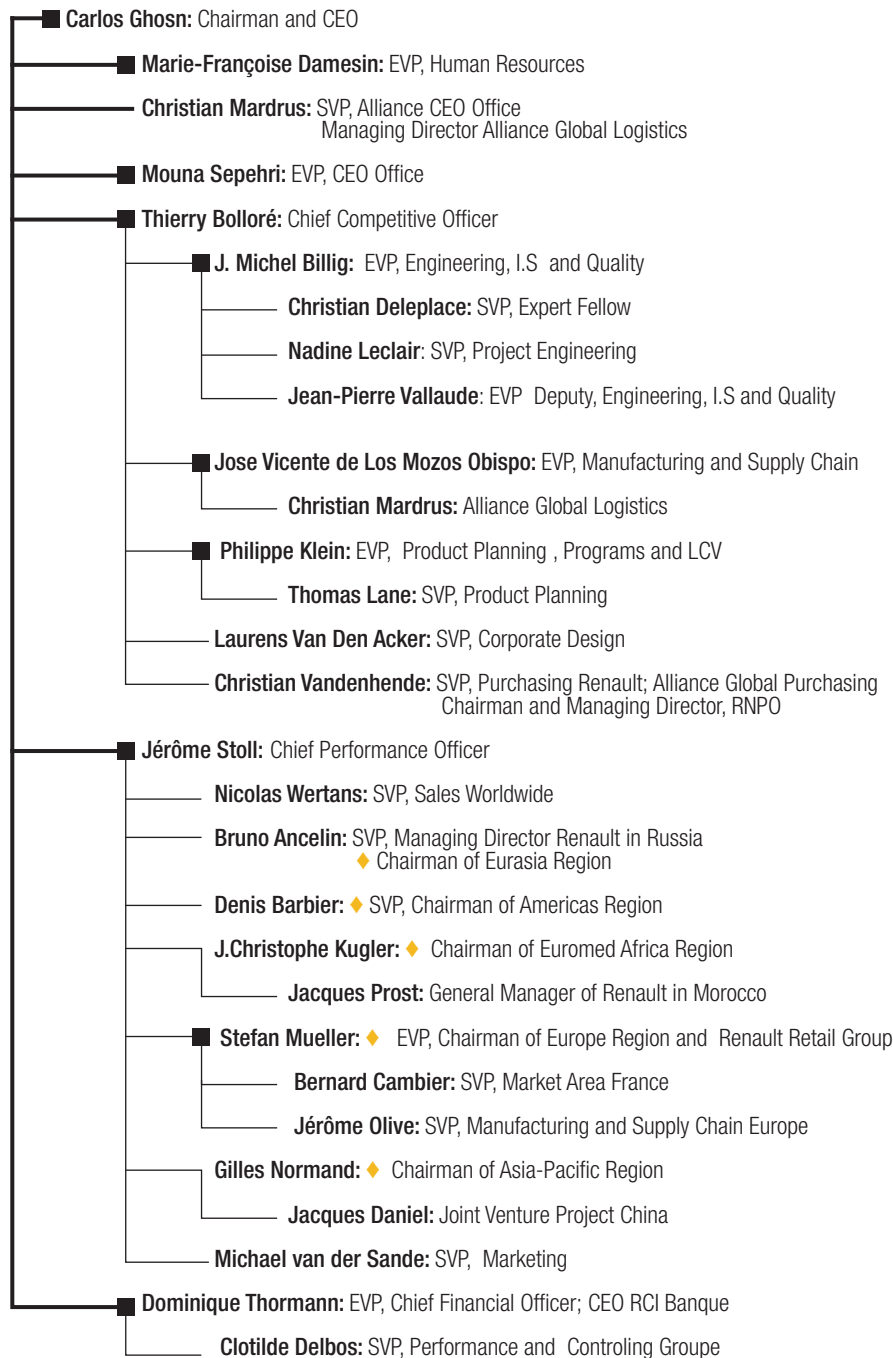 Carlos Ghosn: Chairman and CEO
Marie-Françoise Damesin: EVP, Human Resources
Christian Mardrus: SVP, Alliance CEO Office
Managing Director Alliance Global Logistics
Mouna Sepehri: EVP, CEO Office
Thierry Bolloré: Chief Competitive Officer
J. Michel Billig: EVP, Engineering, I.S and Quality
Christian Deleplace: SVP, Expert Fellow
Nadine Leclair: SVP, Project Engineering
Jean-Pierre Vallaude: EVP Deputy, Engineering, I.S and Quality
Jose Vicente de Los Mozos Obispo: EVP, Manufacturing and Supply Chain
Christian Mardrus: Alliance Global Logistics
Philippe Klein: EVP, Product Planning , Programs and LCV
Thomas Lane: SVP, Product Planning
Laurens Van Den Acker: SVP, Corporate Design
Christian Vandenhende: SVP, Purchasing Renault; Alliance Global Purchasing
Chairman and Managing Director, RNPO
Jérôme Stoll: Chief Performance Officer
Nicolas Wertans: SVP, Sales Worldwide
Bruno Ancelin: SVP, Managing Director Renault in Russia
♦ Chairman of Eurasia Region
Denis Barbier: ♦ SVP, Chairman of Americas Region
J.Christophe Kugler: ♦ Chairman of Euromed Africa Region
Jacques Prost: General Manager of Renault in Morocco
Stefan Mueller: ♦ EVP, Chairman of Europe Region and Renault Retail Group
Bernard Cambier: SVP, Market Area France
Jérôme Olive: SVP, Manufacturing and Supply Chain Europe
Gilles Normand: ♦ Chairman of Asia-Pacific Region
Jacques Daniel: Joint Venture Project China
Michael van der Sande: SVP, Marketing
Dominique Thormann: EVP, Chief Financial Officer; CEO RCI Banque
Clotilde Delbos: SVP, Performance and Controling Groupe